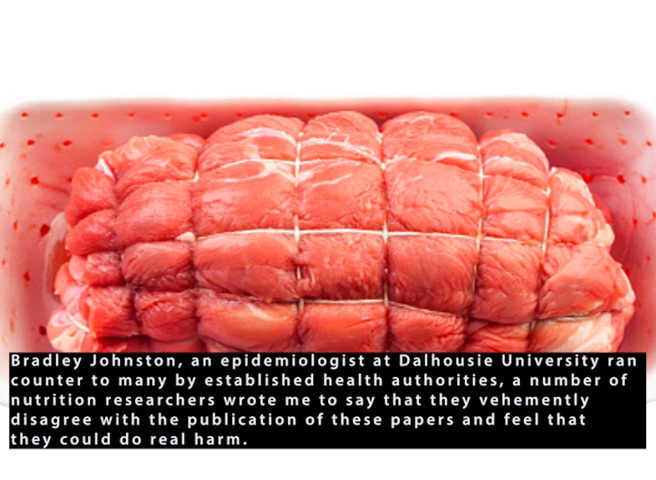 Bradley Johnston, an epidemiologist at Dalhousie University ran
counter to many by established health authorities, a number of
nutrition researchers wrote me to say that they vehemently
disagree with the publication of these papers and feel that
they could do real harm.